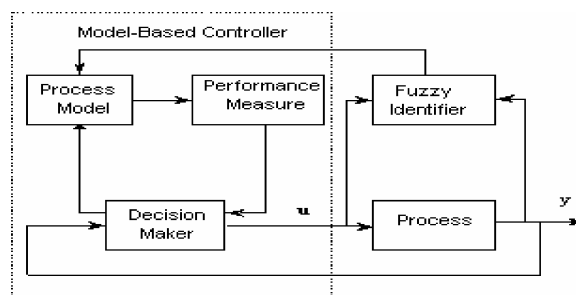 Model-Based Controller
Process
Model
Performance
Measure
Fuzzy
Identifier
Decision
Maker
u
Process
y